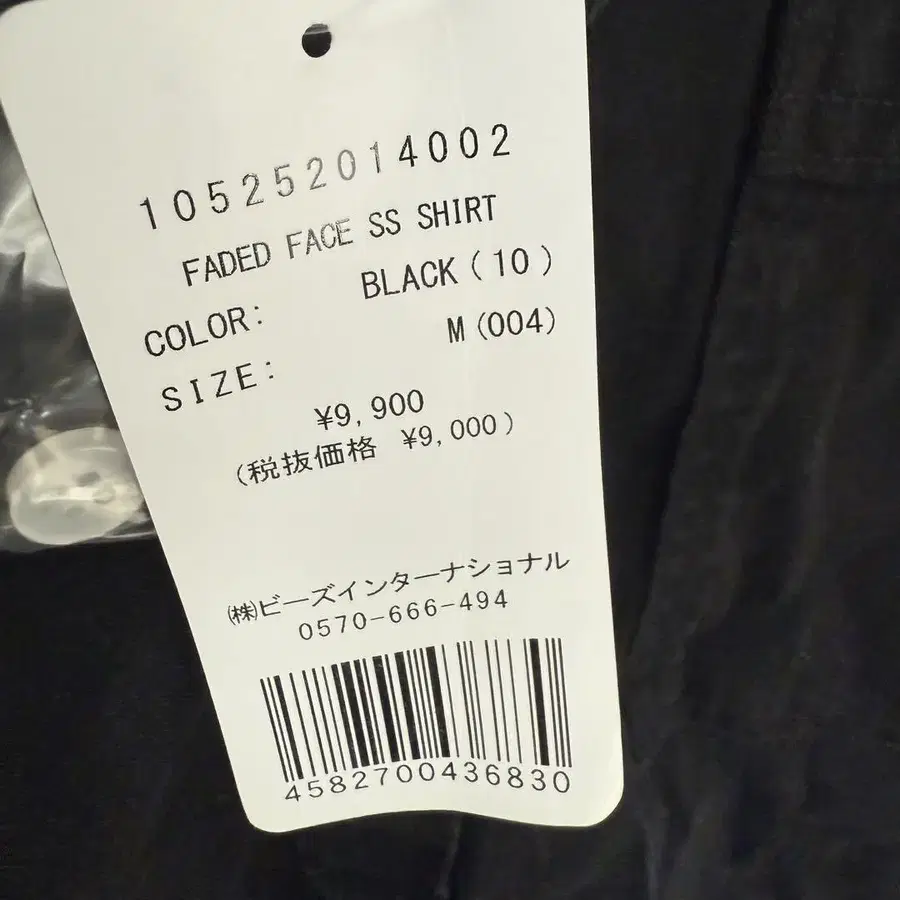 105252014002
FADED FACE SS SHIRT
COLOR: BLACK(10)
SIZE: M(004)
¥9,900
(税抜価格 ¥9,000)
㈱ビーズインターナショナル
0570-666-494
4582700436830